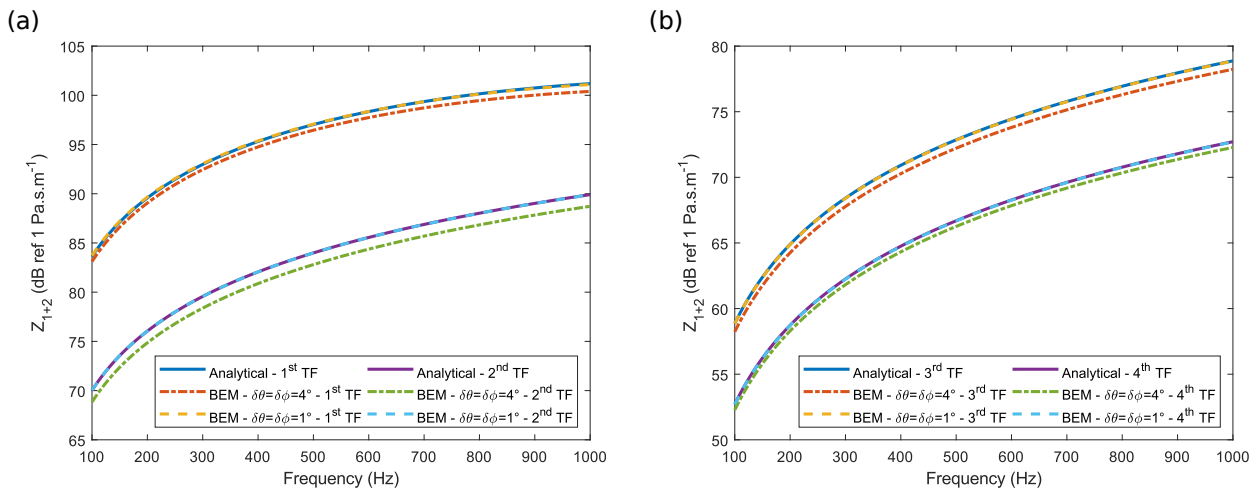 (a)
105
100
95
90
85
80
75
70
65
Z1+2 (dB ref 1 Pa.s.m-1)
Analytical - 1st TF
BEM - δθ=δϕ=4° - 1st TF
BEM - δθ=δϕ=1° - 1st TF
Analytical - 2nd TF
BEM - δθ=δϕ=4° - 2nd TF
BEM - δθ=δϕ=1° - 2nd TF
100 200 300 400 500 600 700 800 900 1000
Frequency (Hz)
(b)
80
75
70
65
60
55
50
Z1+2 (dB ref 1 Pa.s.m-1)
Analytical - 3rd TF
BEM - δθ=δϕ=4° - 3rd TF
BEM - δθ=δϕ=1° - 3rd TF
Analytical - 4th TF
BEM - δθ=δϕ=4° - 4th TF
BEM - δθ=δϕ=1° - 4th TF
100 200 300 400 500 600 700 800 900 1000
Frequency (Hz)